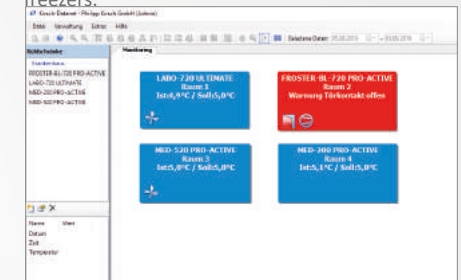 freezers.
Kirsch Datanet - Philipp Kirsch GmbH (Admin)
Datei Verwaltung Extras Hilfe
Kühlschränke
Krankenhaus
FROSTER-BL-720 PRO-ACTIVE
LABO-720 ULTIMATE
MED-200 PRO-ACTIVE
MED-520 PRO-ACTIVE
Monitoring
LABO-720 ULTIMATE
Raum 1
Ist:4,9°C / Soll:5,0°C
FROSTER-BL-720 PRO-ACTIVE
Raum 2
Warnung Türkontakt offen
MED-520 PRO-ACTIVE
Raum 3
Ist:5,0°C / Soll:5,0°C
MED-200 PRO-ACTIVE
Raum 4
Ist:5,1°C / Soll:5,0°C
Name Wert
Datum
Zeit
Temperatur